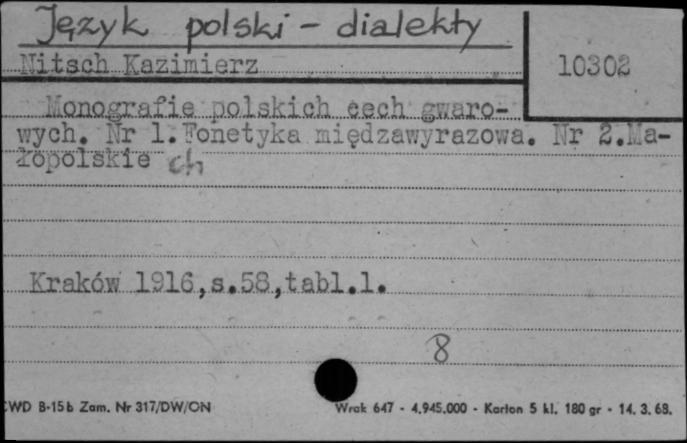 Język polski - dialekty
Nitsch Kazimierz
10302
Monografie polskich cech gwaro-
wych. Nr 1. Fonetyka międzawyrazowa. Nr 2.Ma-
łopolskie ch
Kraków 1916,s.58,tabl.1.
8
CWD B-15b Zam. Nr 317/DW/ON
Wrak 647 - 4.945.000 - Karton 5 kl. 180 gr - 14. 3. 68.